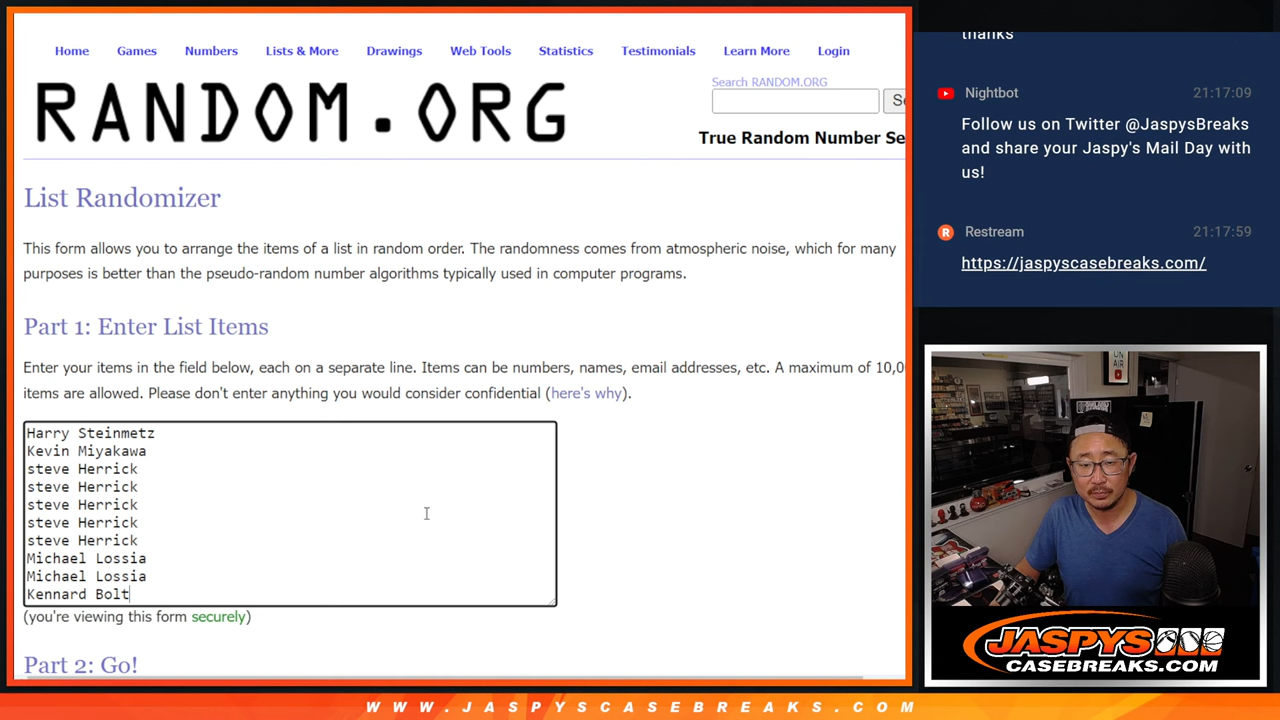 Home Games Numbers Lists & More Drawings Web Tools Statistics Testimonials Learn More Login
Search RANDOM.ORG
RANDOM.ORG
True Random Number Se
List Randomizer
This form allows you to arrange the items of a list in random order. The randomness comes from atmospheric noise, which for many
purposes is better than the pseudo-random number algorithms typically used in computer programs.
Part 1: Enter List Items
Enter your items in the field below, each on a separate line. Items can be numbers, names, email addresses, etc. A maximum of 10,0
items are allowed. Please don't enter anything you would consider confidential (here's why).
Harry Steinmetz
Kevin Miyakawa
steve Herrick
steve Herrick
steve Herrick
steve Herrick
steve Herrick
Michael Lossia
Michael Lossia
Kennard Bolt
(you're viewing this form securely)
Part 2: Go!
thanks
Nightbot 21:17:09
Follow us on Twitter @JaspysBreaks
and share your Jaspy's Mail Day with
us!
Restream 21:17:59
https://jaspyscasebreaks.com/
ON
AIR
JASPYS
CASEBREAKS.COM
WWW.JASPYSCASEBREAKS.COM